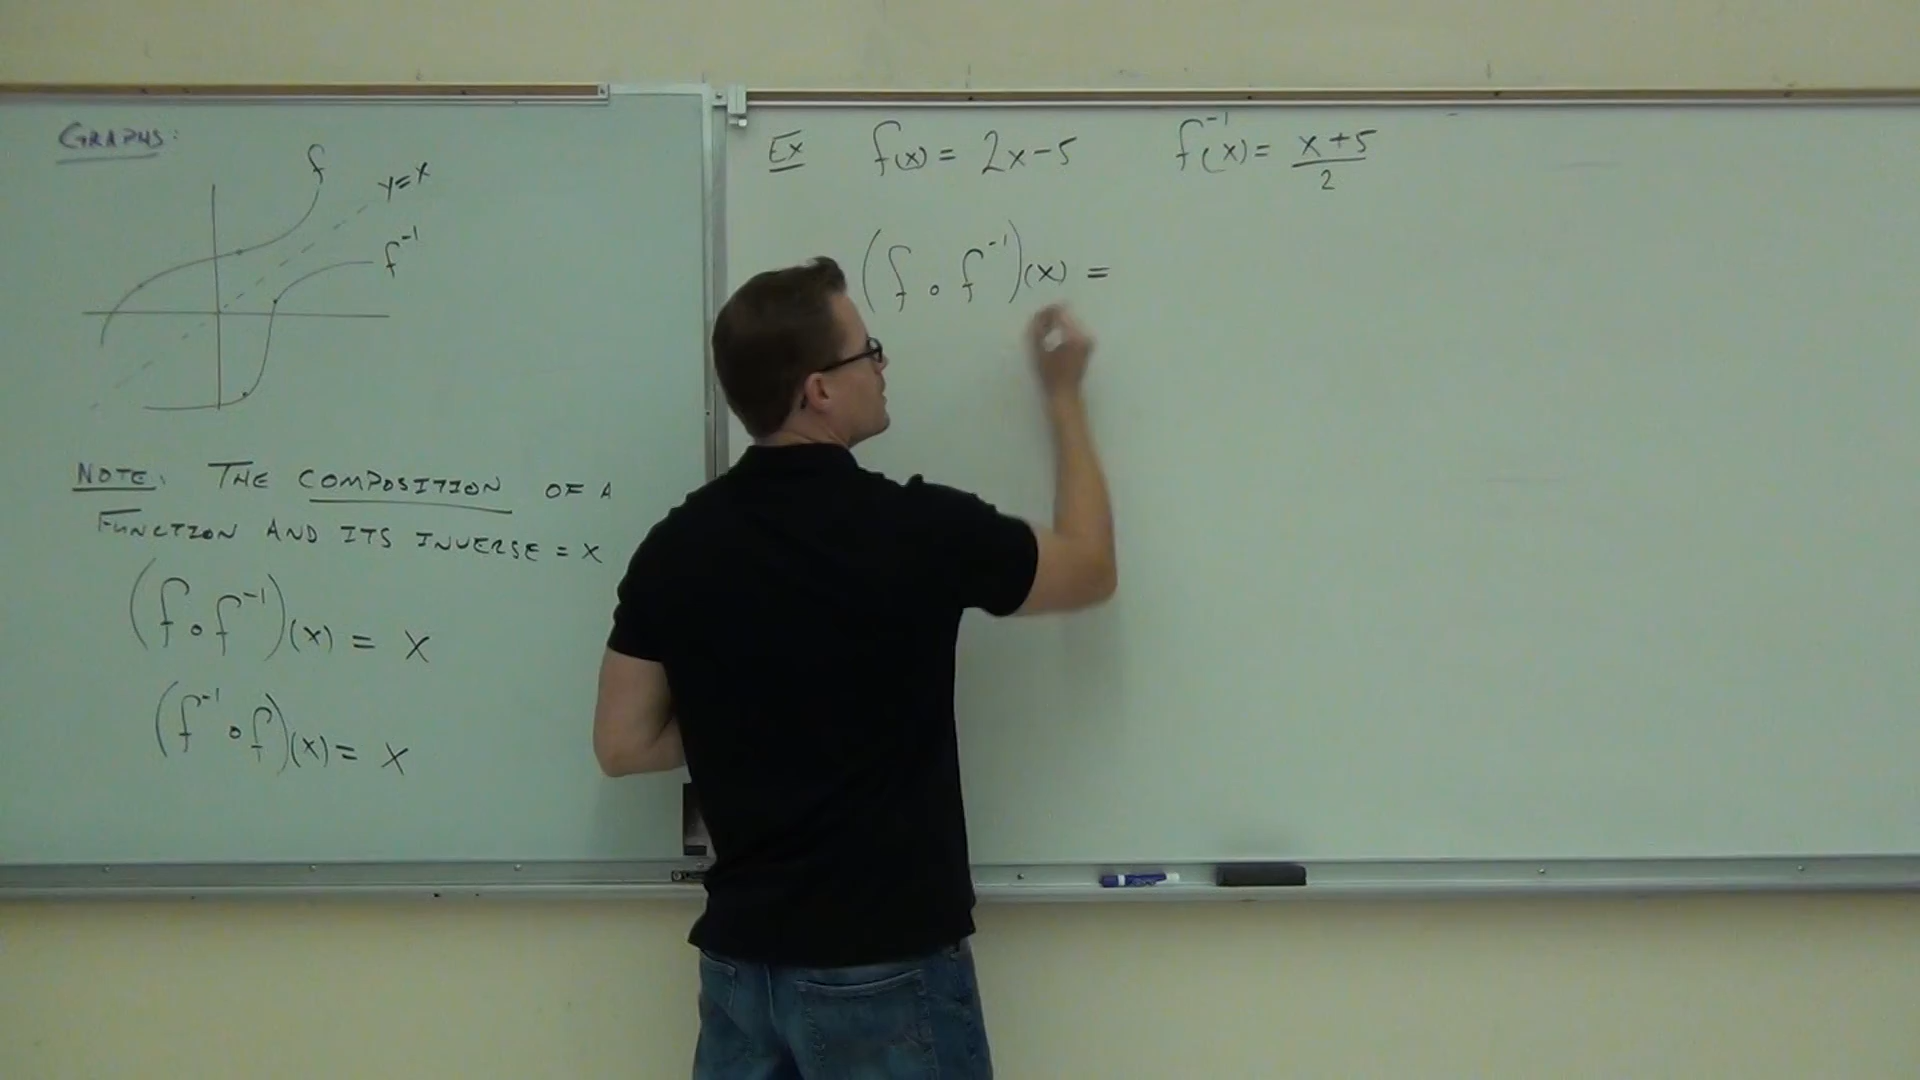 GRAPHS:
f
y=x
f⁻¹
NOTE: THE COMPOSITION OF A
FUNCTION AND ITS INVERSE = X
(f∘f⁻¹)(x) = X
(f⁻¹∘f)(x) = X
Ex f(x) = 2x-5 f⁻¹(x) = x+5/2
(f∘f⁻¹)(x) =